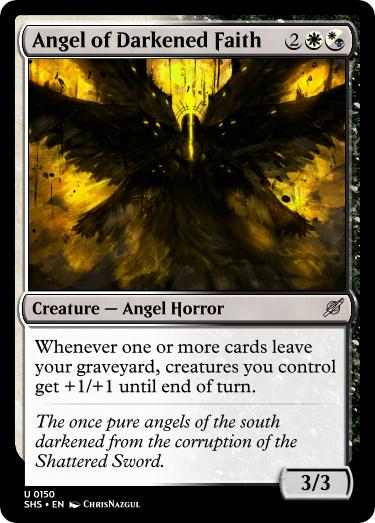 Angel of Darkened Faith 2
Creature — Angel Horror
Whenever one or more cards leave
your graveyard, creatures you control
get +1/+1 until end of turn.
The once pure angels of the south
darkened from the corruption of the
Shattered Sword.
3/3
U 0150
SHS • EN ChrisNazgul